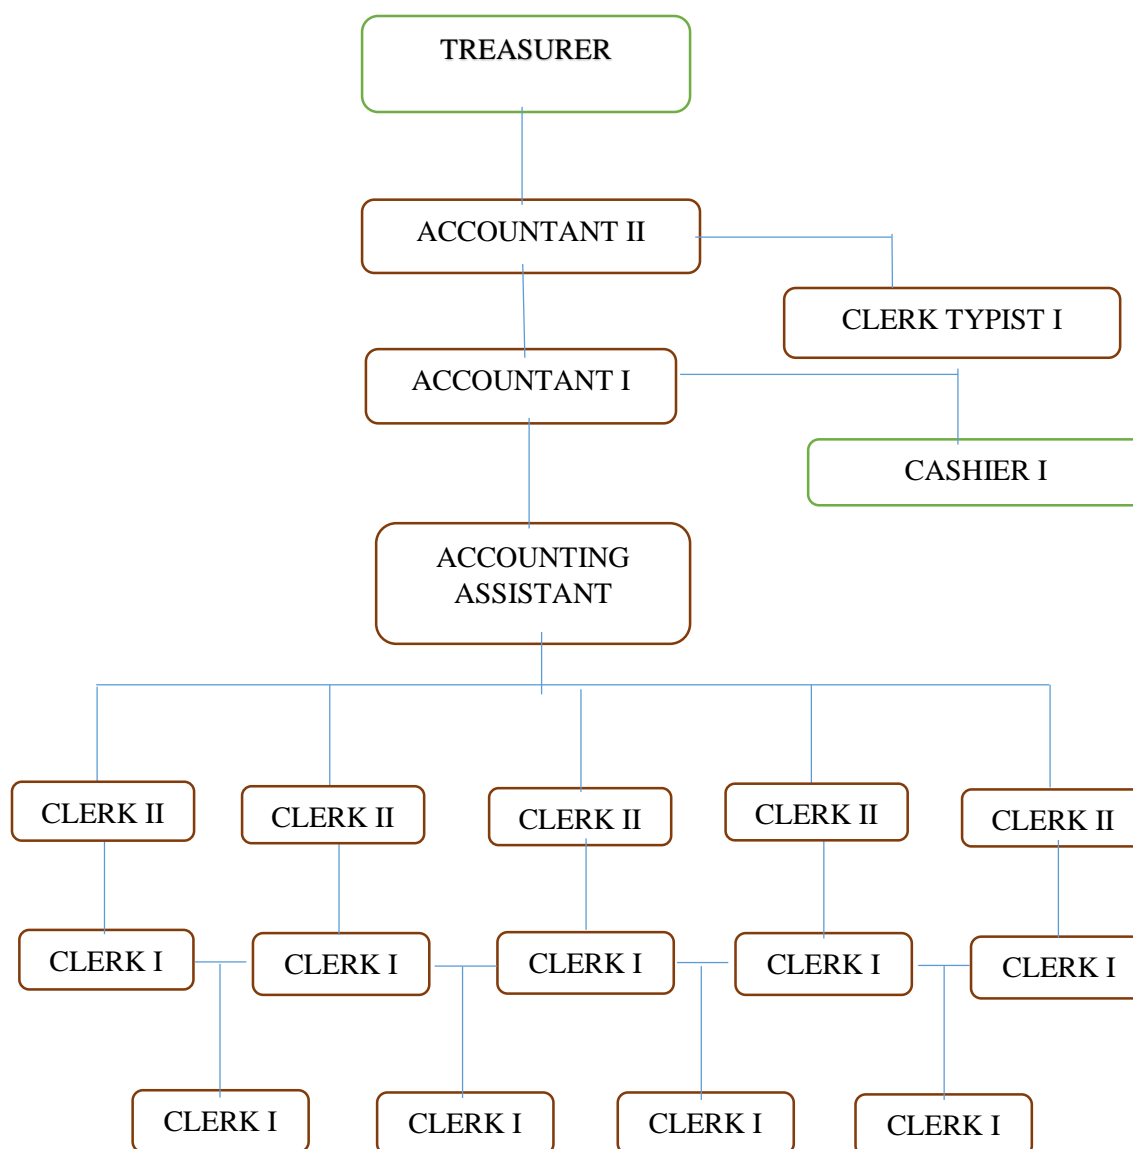 TREASURER
ACCOUNTANT II
CLERK TYPIST I
ACCOUNTANT I
CASHIER I
ACCOUNTING
ASSISTANT
CLERK II
CLERK II
CLERK II
CLERK II
CLERK II
CLERK I
CLERK I
CLERK I
CLERK I
CLERK I
CLERK I
CLERK I
CLERK I
CLERK I